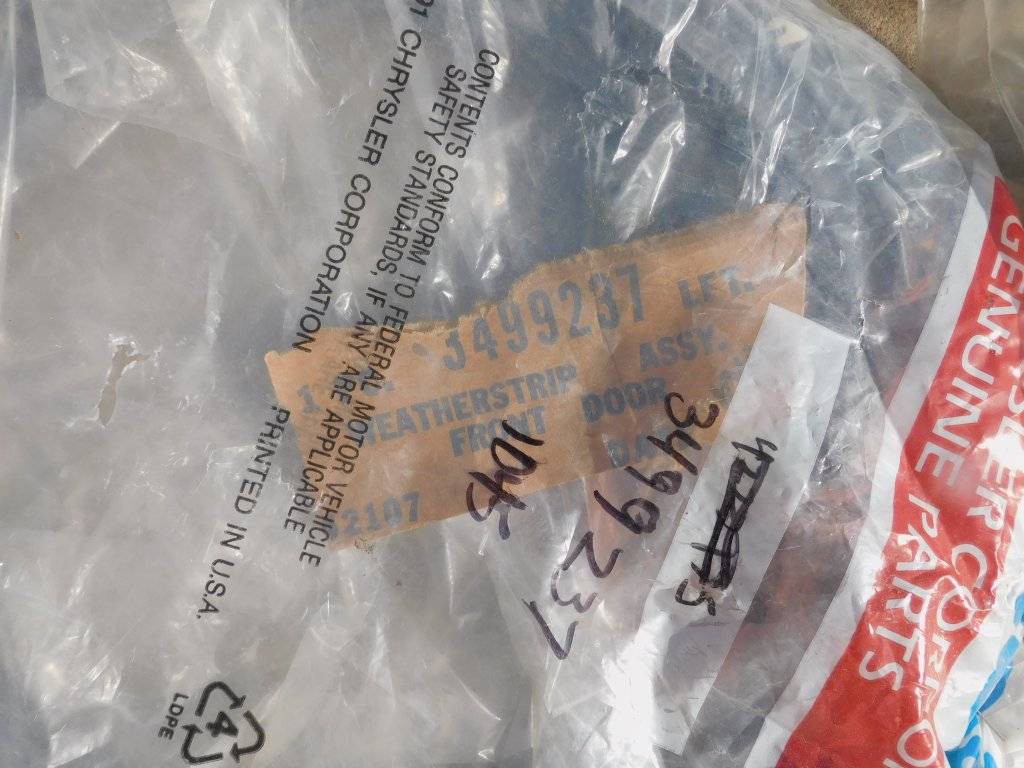 CHRYSLER CORPORATION
CONTENTS CONFORM TO FEDERAL MOTOR VEHICLE
SAFETY STANDARDS, IF ANY ARE APPLICABLE
PRINTED IN U.S.A.
4
LDPE
3499237 LFT.
WEATHERSTRIP ASSY.
FRONT DOOR
2107
1045
3499237
GENUINE PARTS